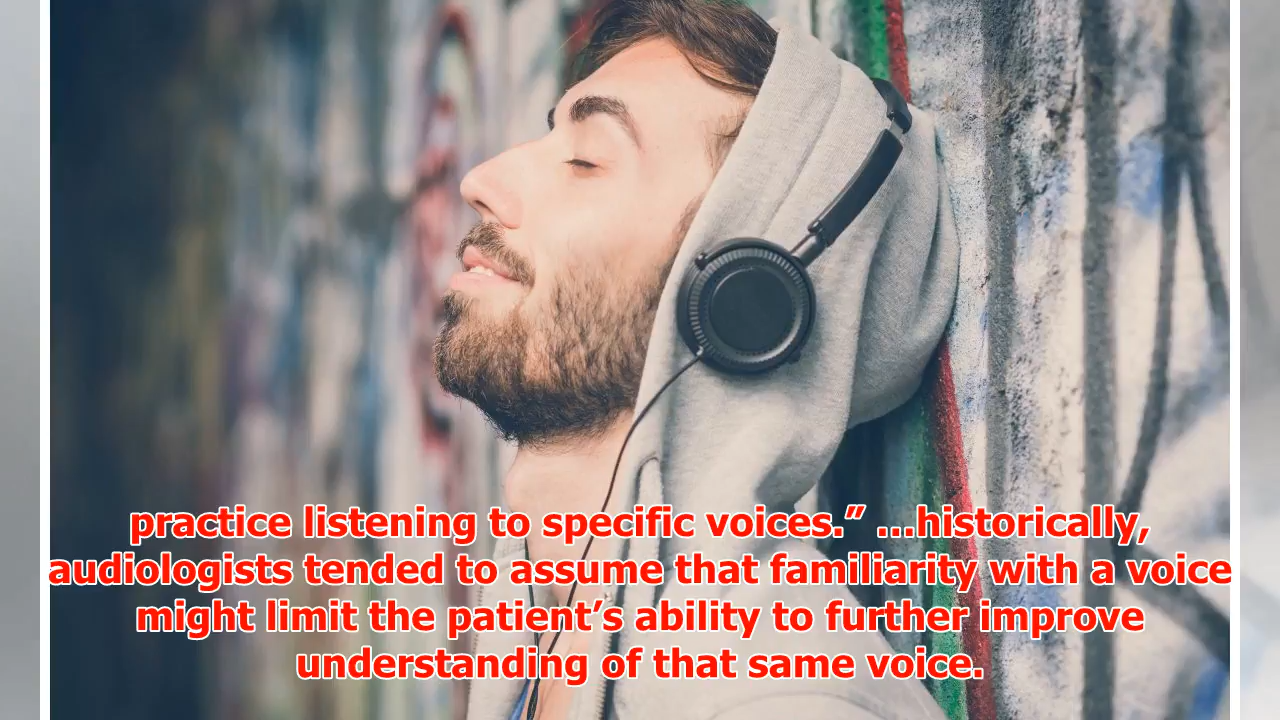 practice listening to specific voices.” ...historically,
audiologists tended to assume that familiarity with a voice
might limit the patient’s ability to further improve
understanding of that same voice.